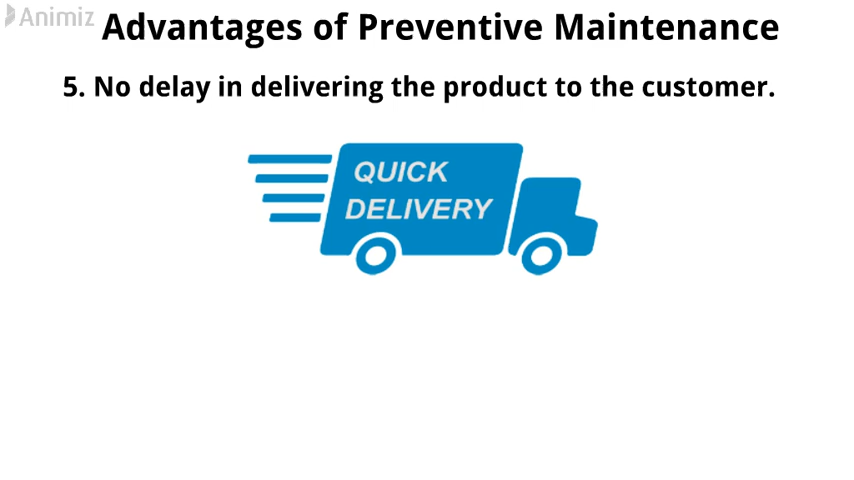 Animiz
Advantages of Preventive Maintenance
5. No delay in delivering the product to the customer.
QUICK
DELIVERY